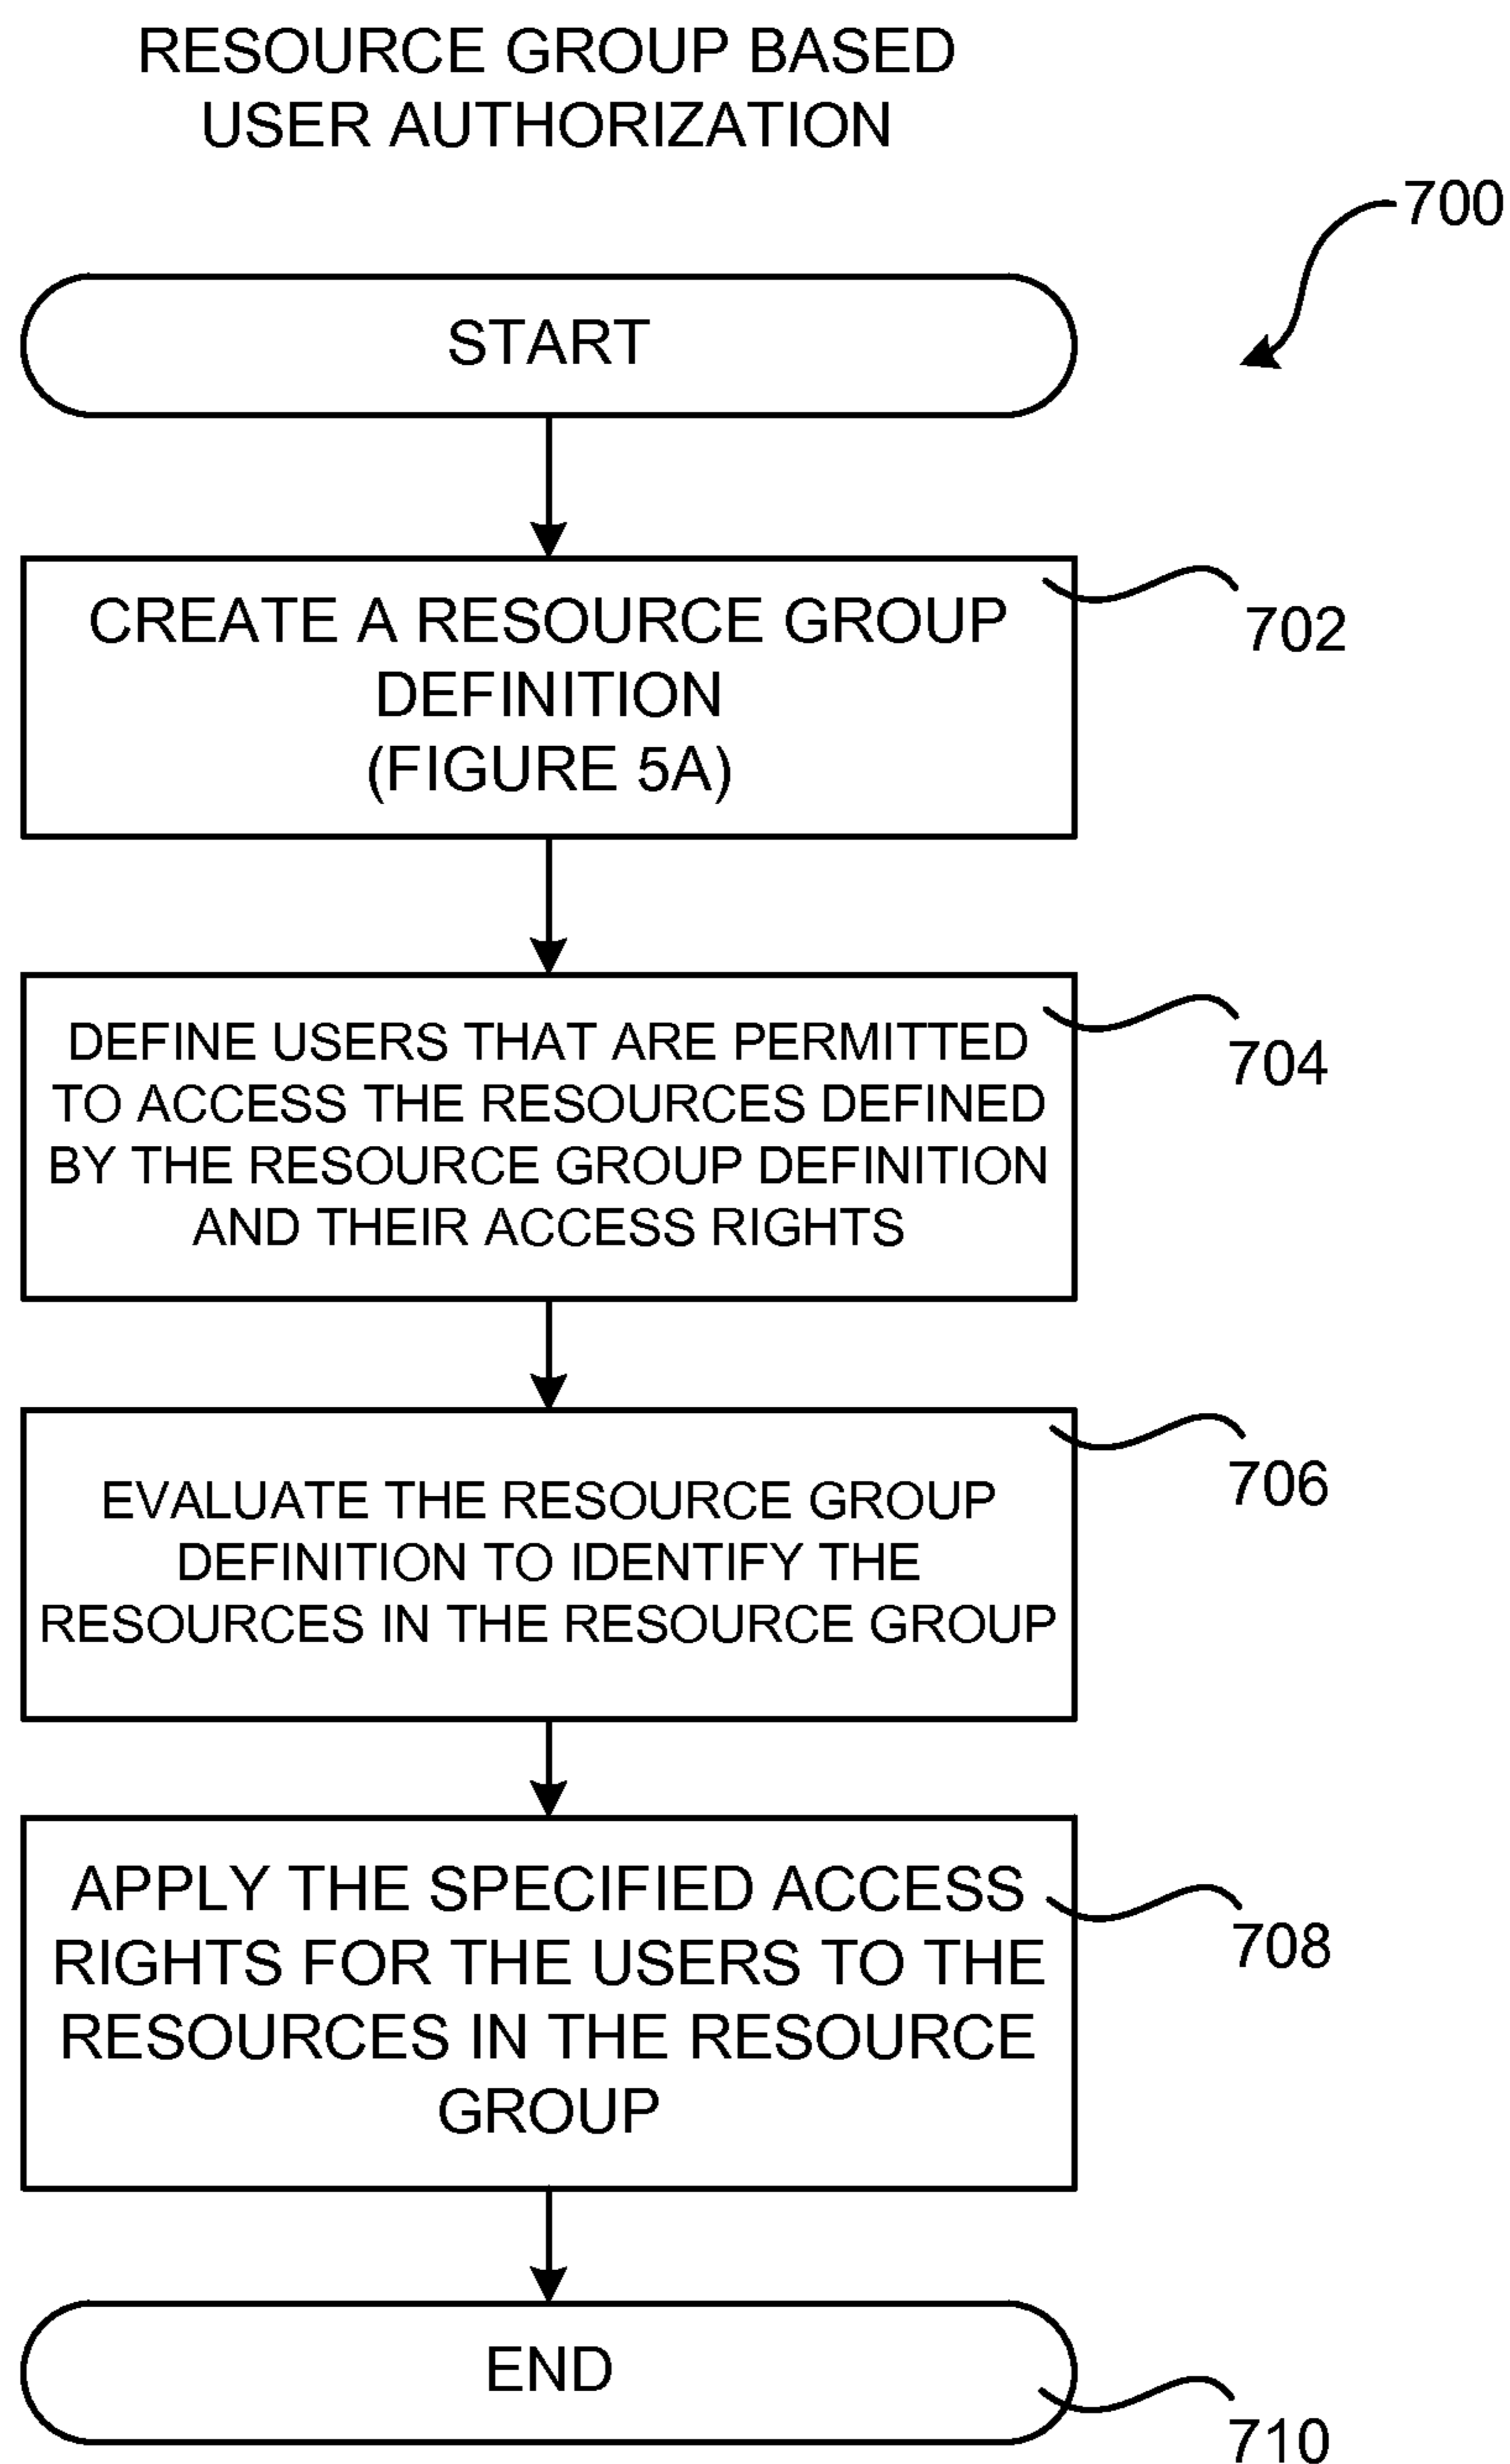 RESOURCE GROUP BASED
USER AUTHORIZATION
700
START
CREATE A RESOURCE GROUP
DEFINITION
(FIGURE 5A)
702
DEFINE USERS THAT ARE PERMITTED
TO ACCESS THE RESOURCES DEFINED
BY THE RESOURCE GROUP DEFINITION
AND THEIR ACCESS RIGHTS
704
EVALUATE THE RESOURCE GROUP
DEFINITION TO IDENTIFY THE
RESOURCES IN THE RESOURCE GROUP
706
APPLY THE SPECIFIED ACCESS
RIGHTS FOR THE USERS TO THE
RESOURCES IN THE RESOURCE
GROUP
708
END
710